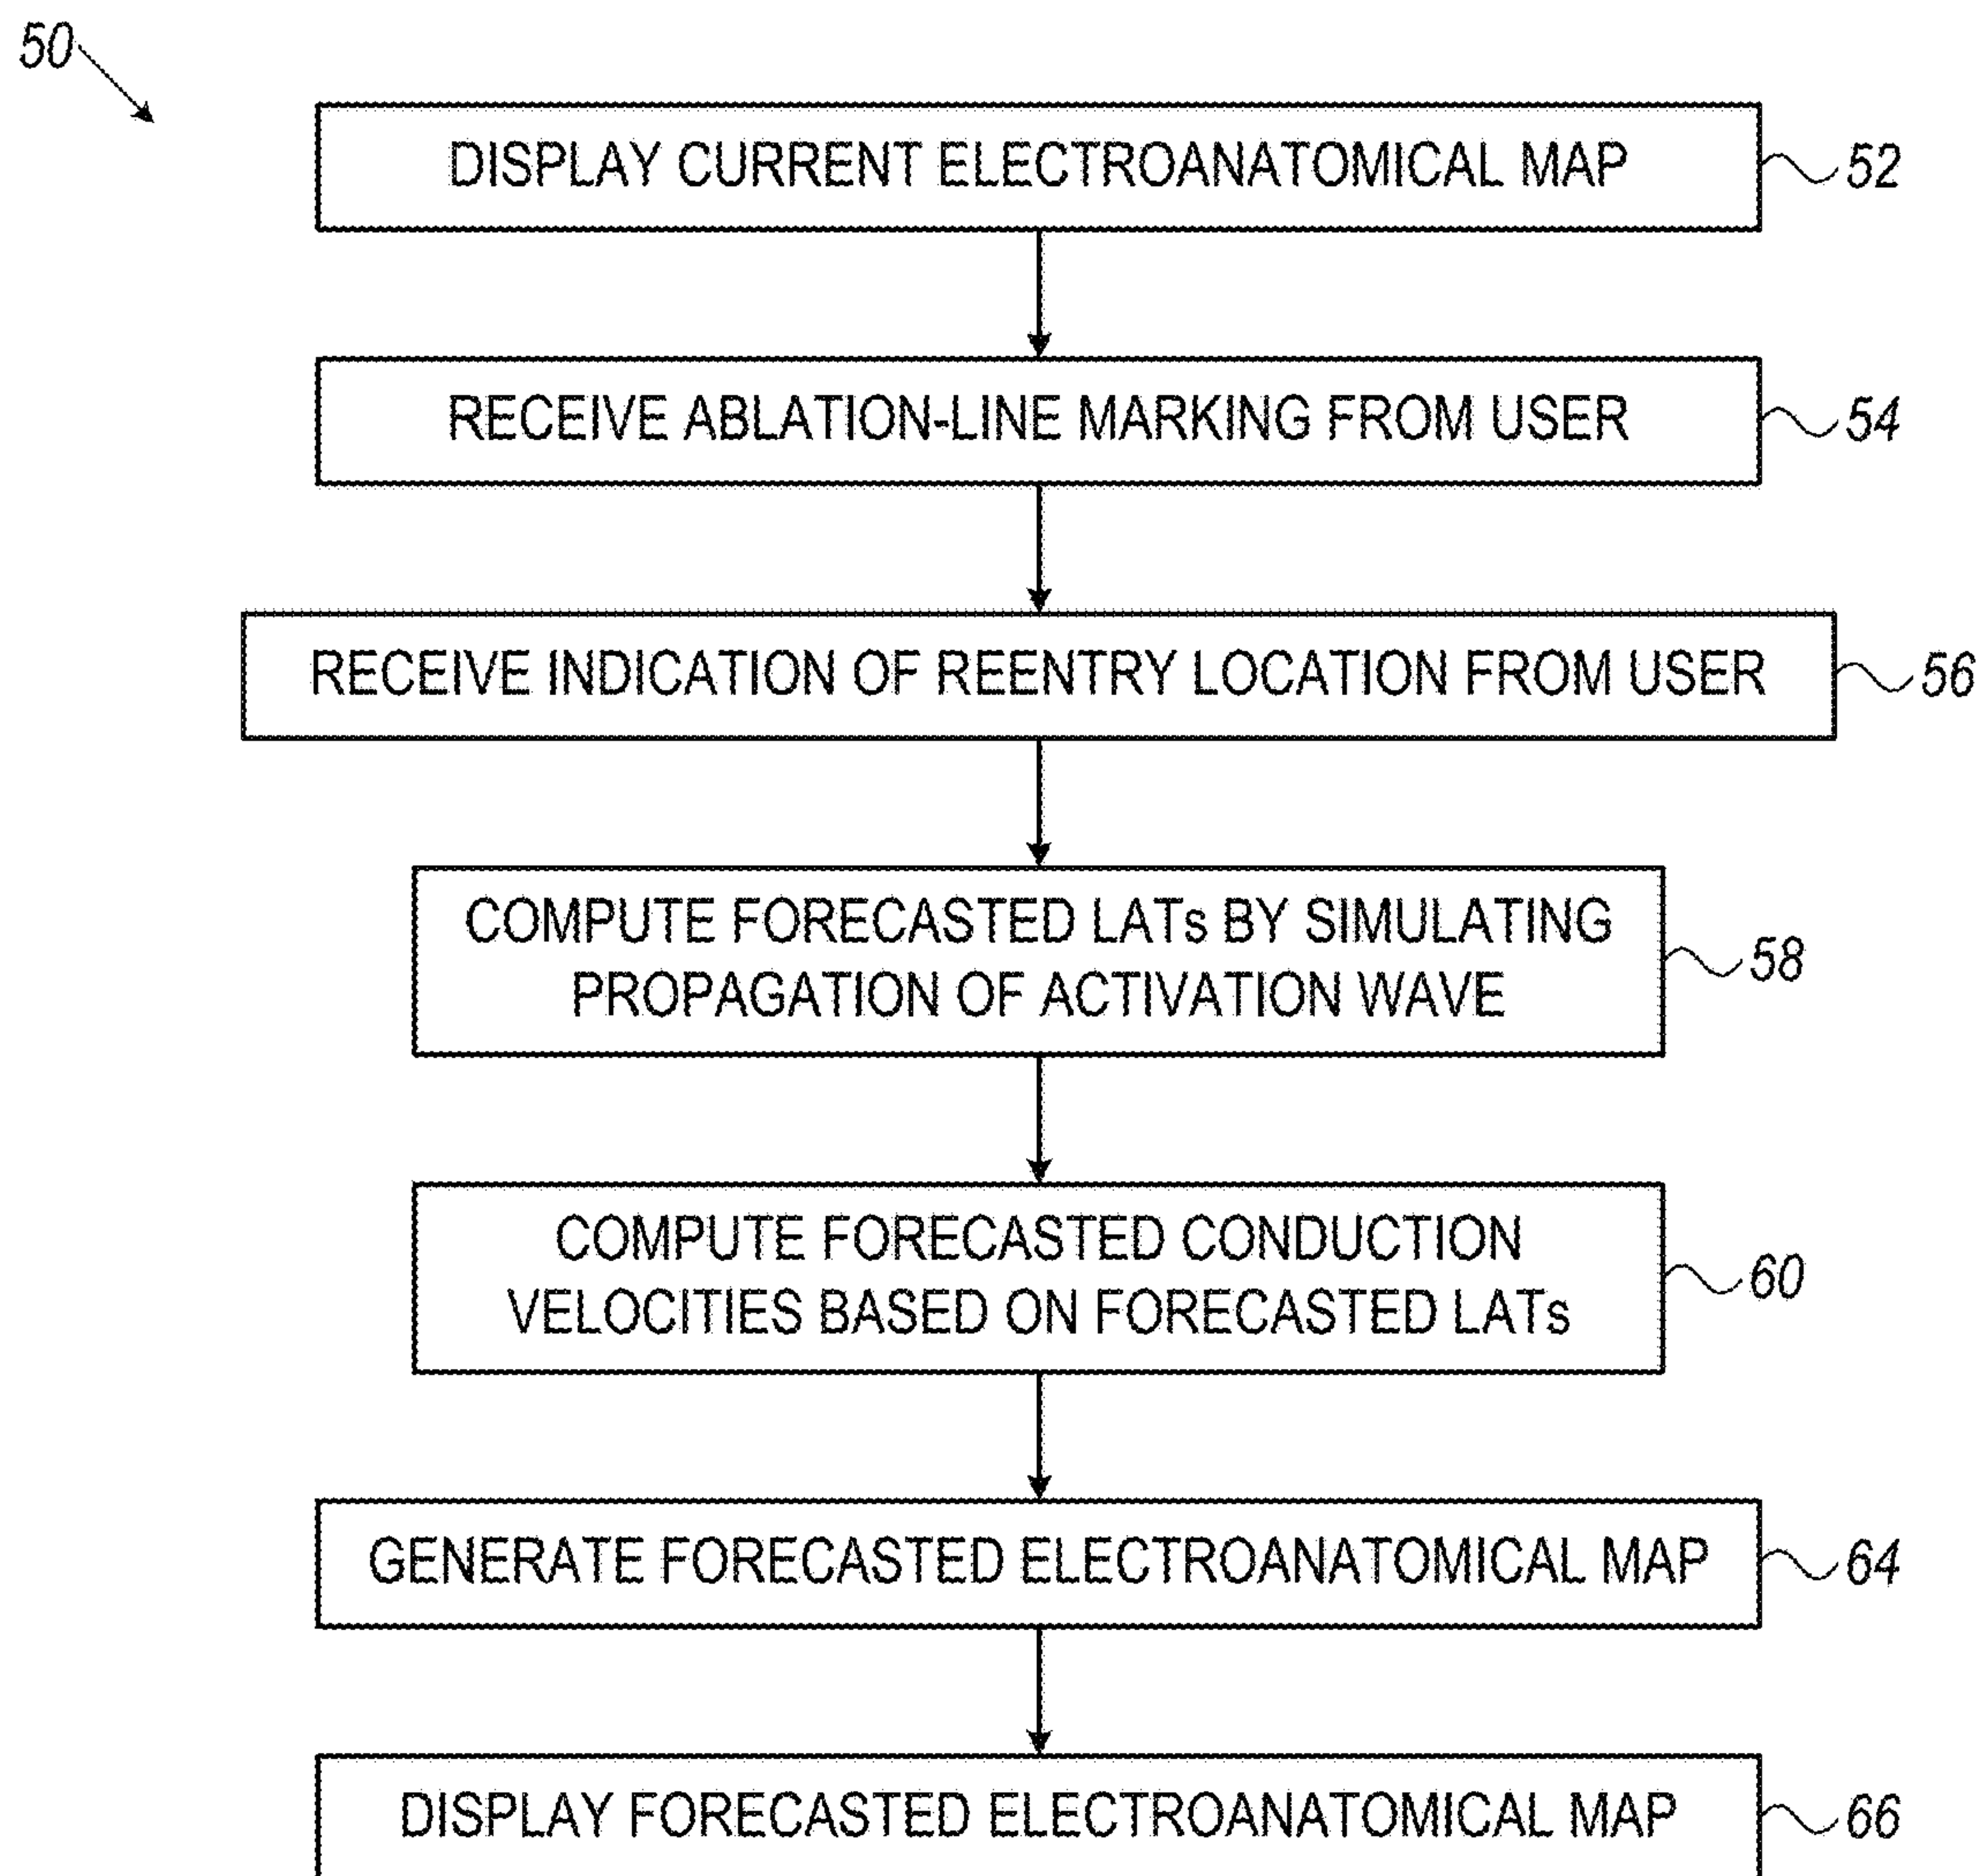 50
DISPLAY CURRENT ELECTROANATOMICAL MAP
52
RECEIVE ABLATION-LINE MARKING FROM USER
54
RECEIVE INDICATION OF REENTRY LOCATION FROM USER
56
COMPUTE FORECASTED LATs BY SIMULATING
PROPAGATION OF ACTIVATION WAVE
58
COMPUTE FORECASTED CONDUCTION
VELOCITIES BASED ON FORECASTED LATs
60
GENERATE FORECASTED ELECTROANATOMICAL MAP
64
DISPLAY FORECASTED ELECTROANATOMICAL MAP
66